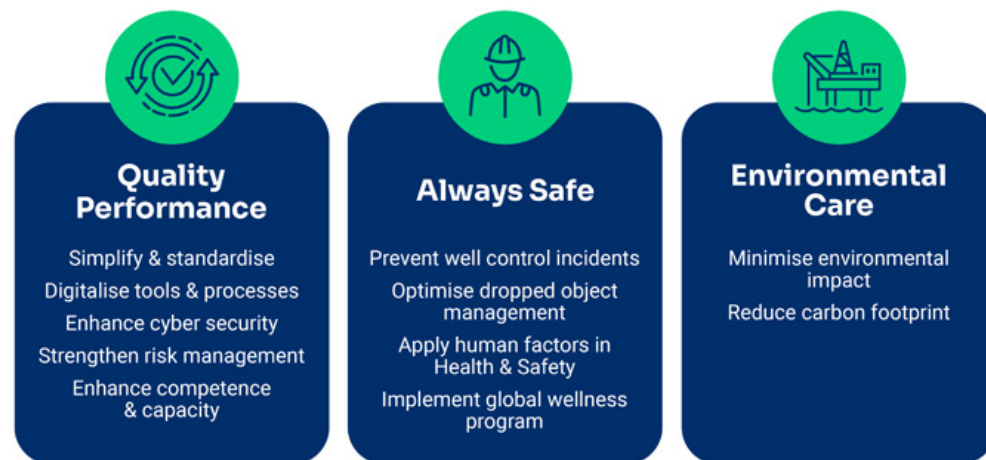 Quality
Performance
Simplify & standardise
Digitalise tools & processes
Enhance cyber security
Strengthen risk management
Enhance competence
& capacity
Always Safe
Prevent well control incidents
Optimise dropped object
management
Apply human factors in
Health & Safety
Implement global wellness
program
Environmental
Care
Minimise environmental
impact
Reduce carbon footprint